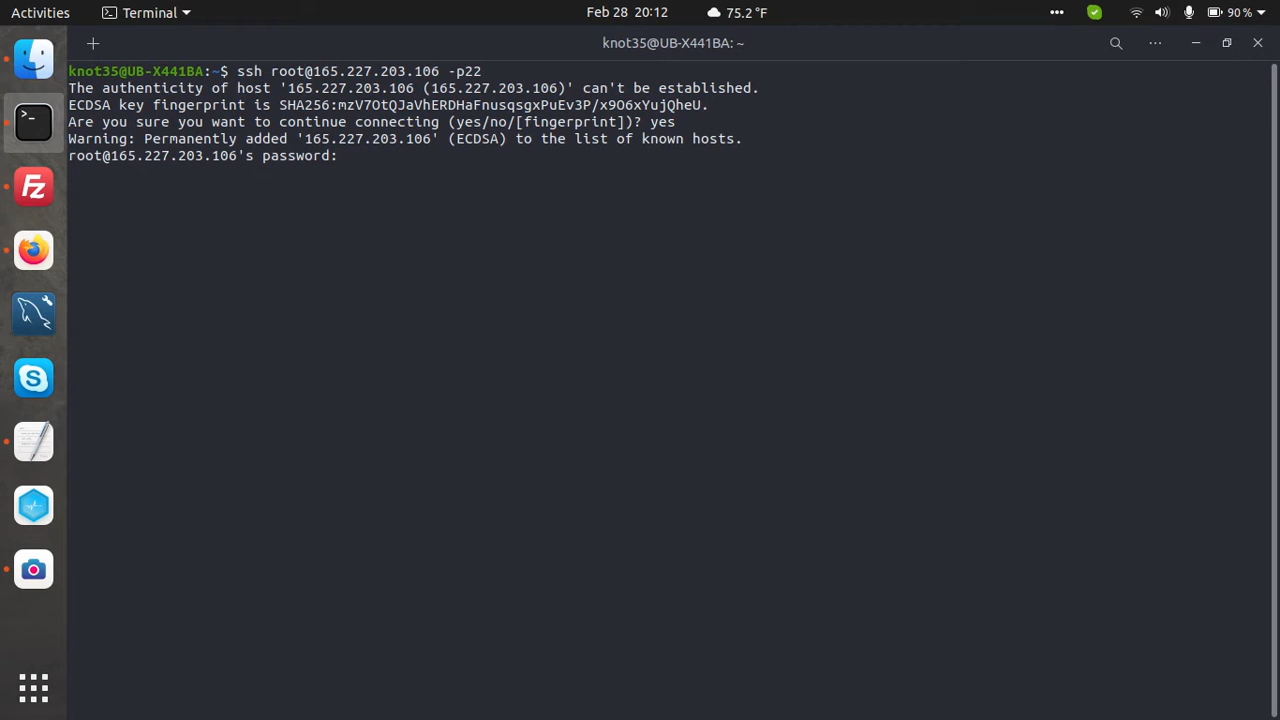 Activities
Terminal
Feb 28 20:12
75.2 °F
90 %
knot35@UB-X441BA: ~
knot35@UB-X441BA:~$ ssh root@165.227.203.106 -p22
The authenticity of host '165.227.203.106 (165.227.203.106)' can't be established.
ECDSA key fingerprint is SHA256:mzV7OtQJaVhERDHaFnusqsgxPuEv3P/x9O6xYujQheU.
Are you sure you want to continue connecting (yes/no/[fingerprint])? yes
Warning: Permanently added '165.227.203.106' (ECDSA) to the list of known hosts.
root@165.227.203.106's password: